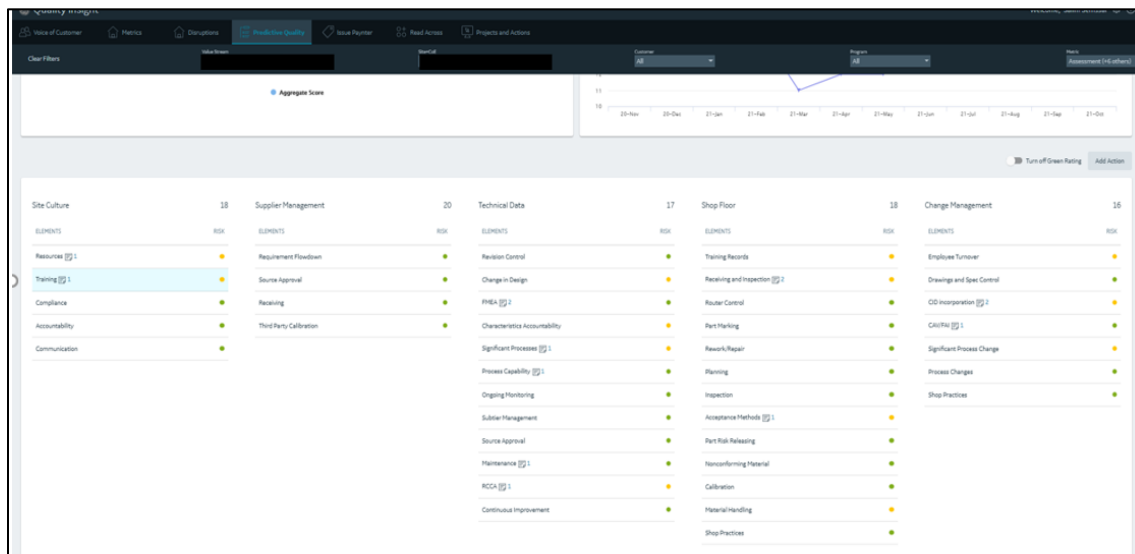 Quality Insight
Voice of Customer Metrics Disruptions Predictive Quality Issue Paynter Read Across Projects and Actions
Value Stream Customer Program Metric
Clear Filters All All Assessment (+6 others)
11
10
Aggregate Score
20-Nov 20-Dec 21-Jan 21-Feb 21-Mar 21-Apr 21-May 21-Jun 21-Jul 21-Aug 21-Sep 21-Oct
Turn off Green Rating Add Action
Site Culture 18
ELEMENTS RISK
Resources 1
Training 1
Compliance
Accountability
Communication
Supplier Management 20
ELEMENTS RISK
Requirement Flowdown
Source Approval
Receiving
Third Party Calibration
Technical Data 17
ELEMENTS RISK
Revision Control
Change in Design
FMEA 2
Characteristics Accountability
Significant Processes 1
Process Capability 1
Ongoing Monitoring
Subtier Management
Source Approval
Maintenance 1
RCCA 1
Continuous Improvement
Shop Floor 18
ELEMENTS RISK
Training Records
Receiving and Inspection 2
Router Control
Part Marking
Rework/Repair
Planning
Inspection
Acceptance Methods 1
Part Risk Releasing
Nonconforming Material
Calibration
Material Handling
Shop Practices
Change Management 16
ELEMENTS RISK
Employee Turnover
Drawings and Spec Control
CID Incorporation 2
CAV/FAI 1
Significant Process Change
Process Changes
Shop Practices